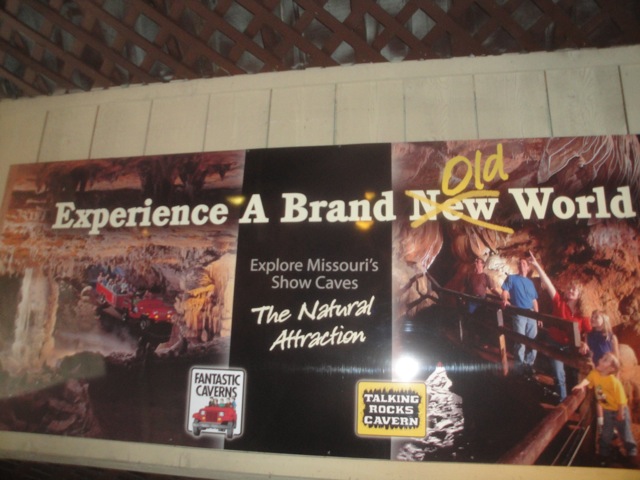 Old
Experience A Brand New World
Explore Missouri's
Show Caves
The Natural
Attraction
FANTASTIC
CAVERNS
TALKING
ROCKS
CAVERN